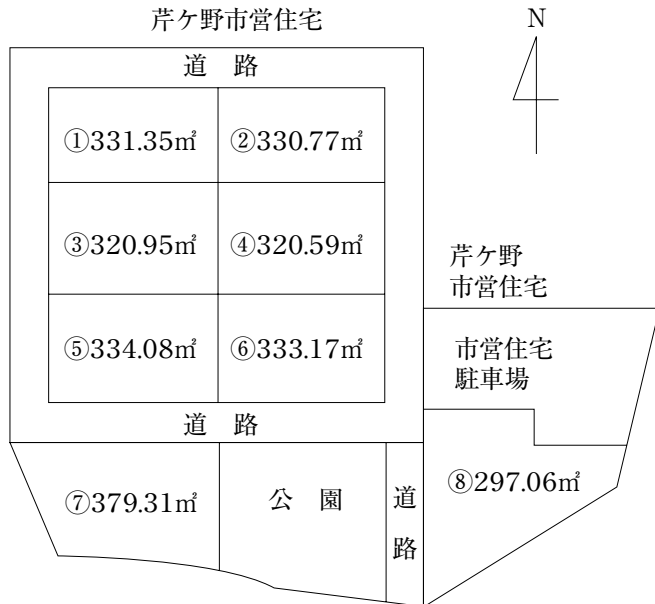 芹ケ野市営住宅
N
道　路
①331.35㎡
②330.77㎡
③320.95㎡
④320.59㎡
芹ケ野
市営住宅
⑤334.08㎡
⑥333.17㎡
市営住宅
駐車場
道　路
⑦379.31㎡
公　園
道
路
⑧297.06㎡